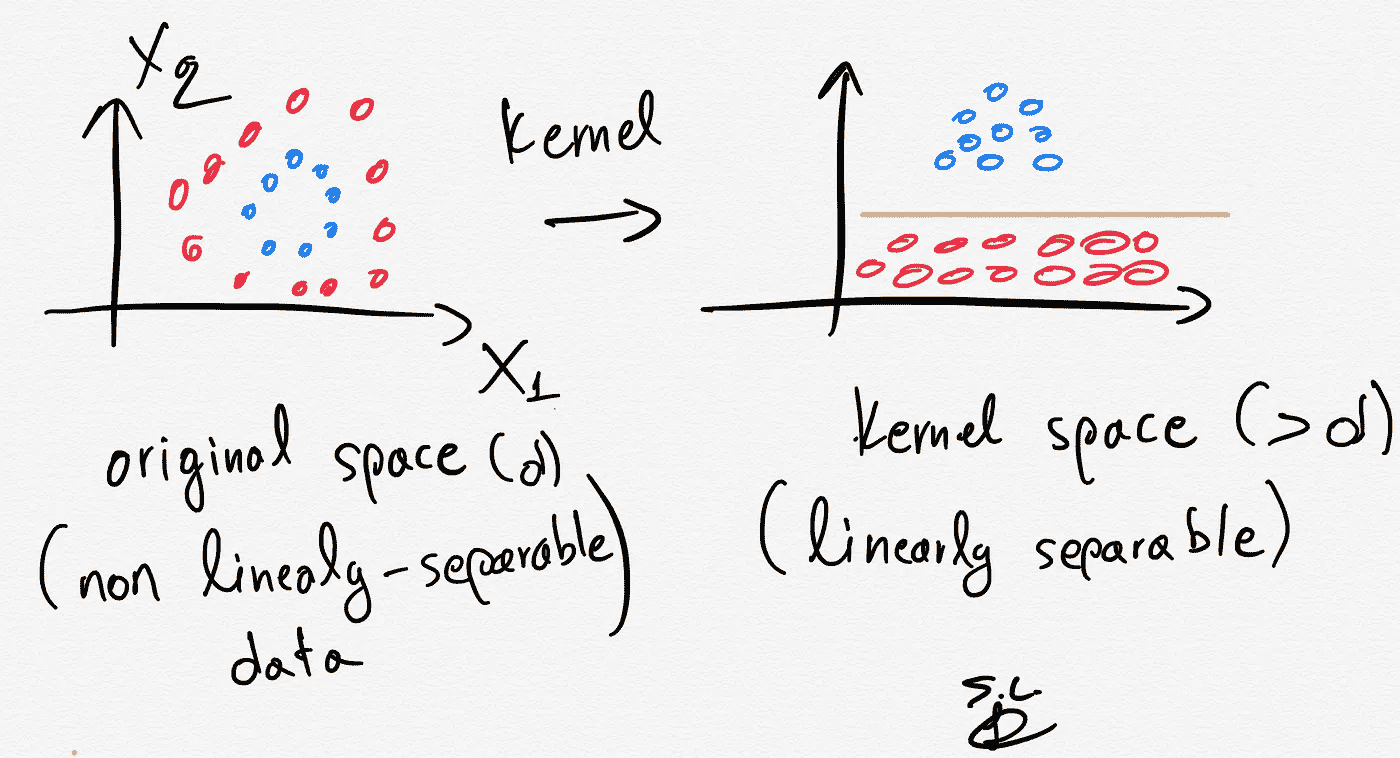 X2
Kernel
X1
original space (d)
(non linealy-separable)
data
Kernel space (>d)
(linearly separable)
S.L